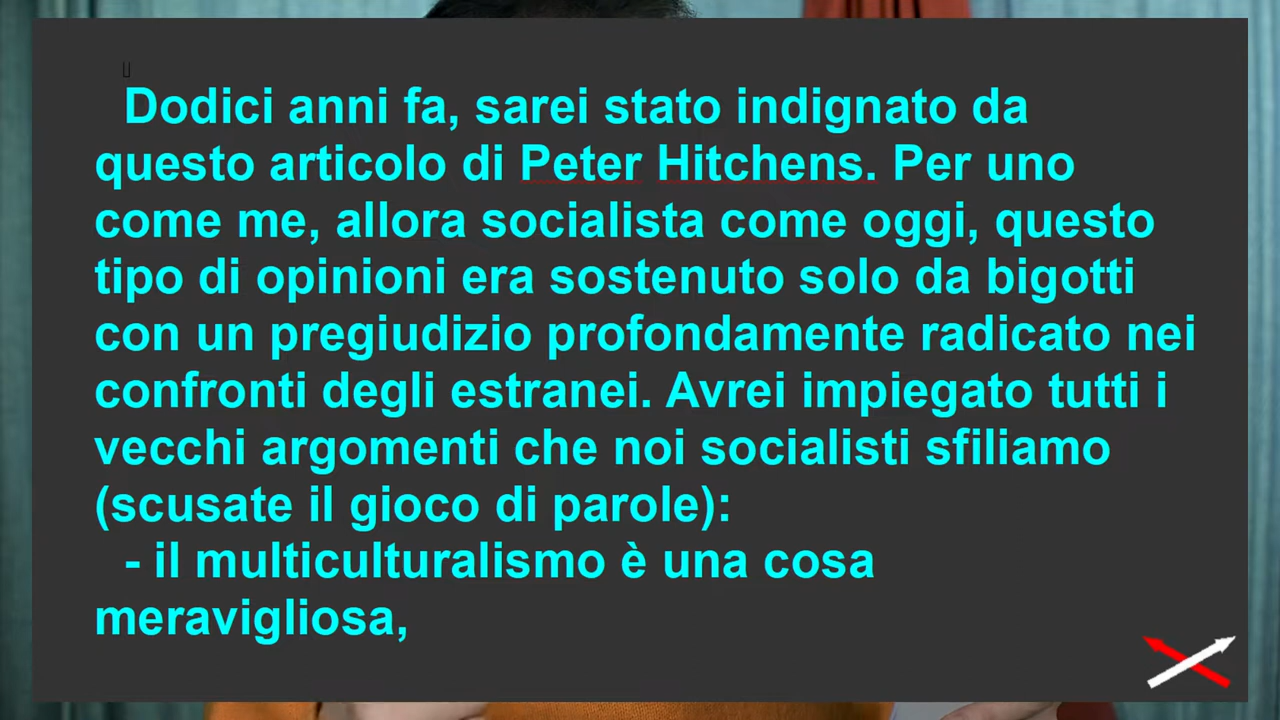 Dodici anni fa, sarei stato indignato da
questo articolo di Peter Hitchens. Per uno
come me, allora socialista come oggi, questo
tipo di opinioni era sostenuto solo da bigotti
con un pregiudizio profondamente radicato nei
confronti degli estranei. Avrei impiegato tutti i
vecchi argomenti che noi socialisti sfiliamo
(scusate il gioco di parole):
- il multiculturalismo è una cosa
meravigliosa,